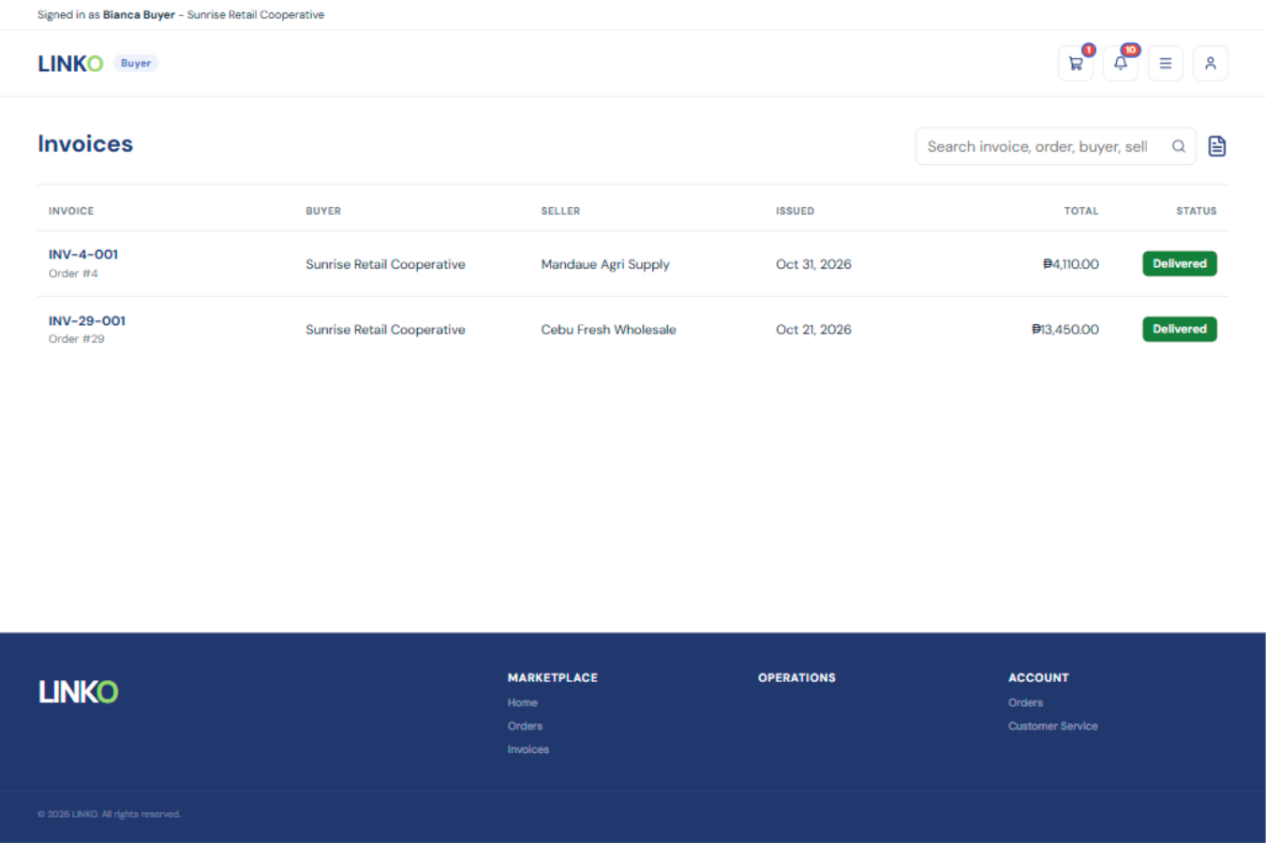 Signed in as Bianca Buyer - Sunrise Retail Cooperative
LINKO Buyer
1 10
Invoices
Search invoice, order, buyer, sell
INVOICE BUYER SELLER ISSUED TOTAL STATUS
INV-4-001
Order #4
Sunrise Retail Cooperative Mandaue Agri Supply Oct 31, 2026 ₱4,110.00 Delivered
INV-29-001
Order #29
Sunrise Retail Cooperative Cebu Fresh Wholesale Oct 21, 2026 ₱13,450.00 Delivered
LINKO
MARKETPLACE
Home
Orders
Invoices
OPERATIONS
ACCOUNT
Orders
Customer Service
© 2026 LINKO. All rights reserved.